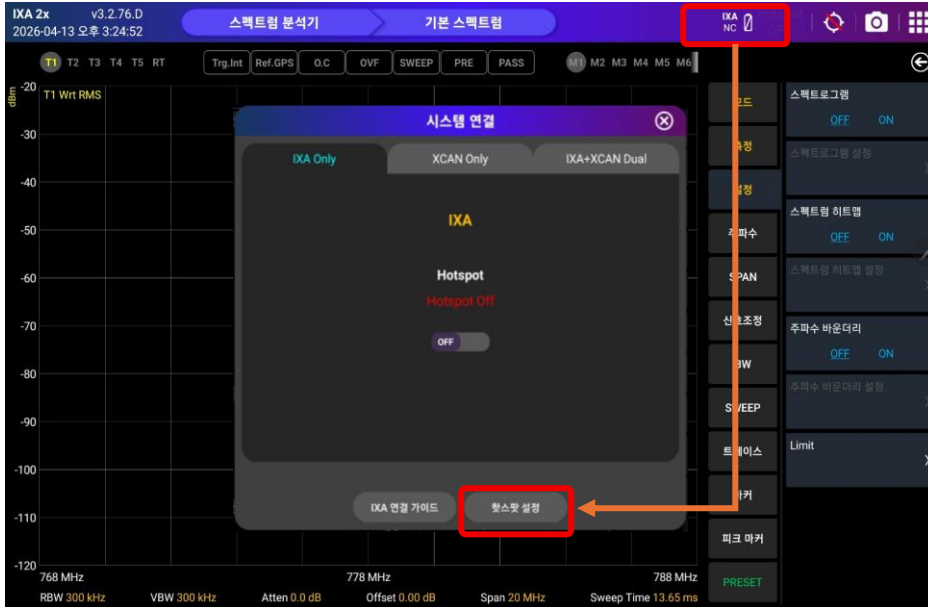 IXA 2x v3.2.76.D
2026-04-13 오후 3:24:52
스펙트럼 분석기
기본 스펙트럼
IXA
NC
T1 T2 T3 T4 T5 RT
Trg.Int Ref.GPS O.C OVF SWEEP PRE PASS
M1 M2 M3 M4 M5 M6
dBm
-20
T1 Wrt RMS
-30
-40
-50
-60
-70
-80
-90
-100
-110
-120
시스템 연결
IXA Only
XCAN Only
IXA+XCAN Dual
IXA
Hotspot
Hotspot Off
OFF
IXA 연결 가이드
핫스팟 설정
SPAN
SWEEP
피크 마커
PRESET
스펙트로그램
OFF ON
스펙트로그램 설정
스펙트럼 히트맵
OFF ON
스펙트럼 히트맵 설정
주파수 바운더리
OFF ON
주파수 바운더리 설정
Limit
768 MHz
778 MHz
788 MHz
RBW 300 kHz
VBW 300 kHz
Atten 0.0 dB
Offset 0.00 dB
Span 20 MHz
Sweep Time 13.65 ms